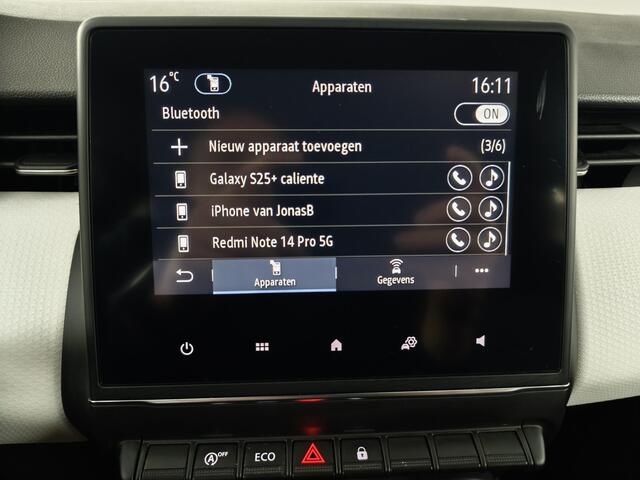 16°C Apparaten 16:11
Bluetooth ON
Nieuw apparaat toevoegen (3/6)
Galaxy S25+ caliente
iPhone van JonasB
Redmi Note 14 Pro 5G
Apparaten Gegevens
A OFF ECO